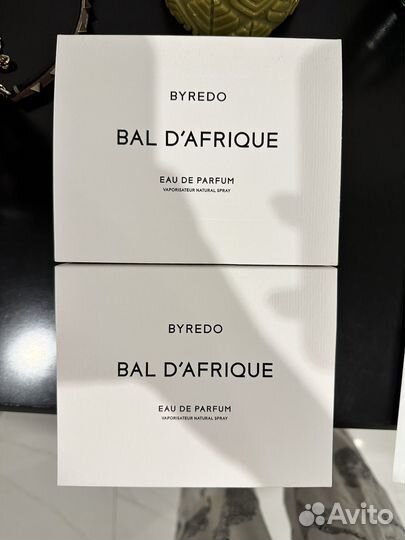 BYREDO
BAL D'AFRIQUE
EAU DE PARFUM
VAPORISATEUR NATURAL SPRAY
BYREDO
BAL D'AFRIQUE
EAU DE PARFUM
VAPORISATEUR NATURAL SPRAY
Avito